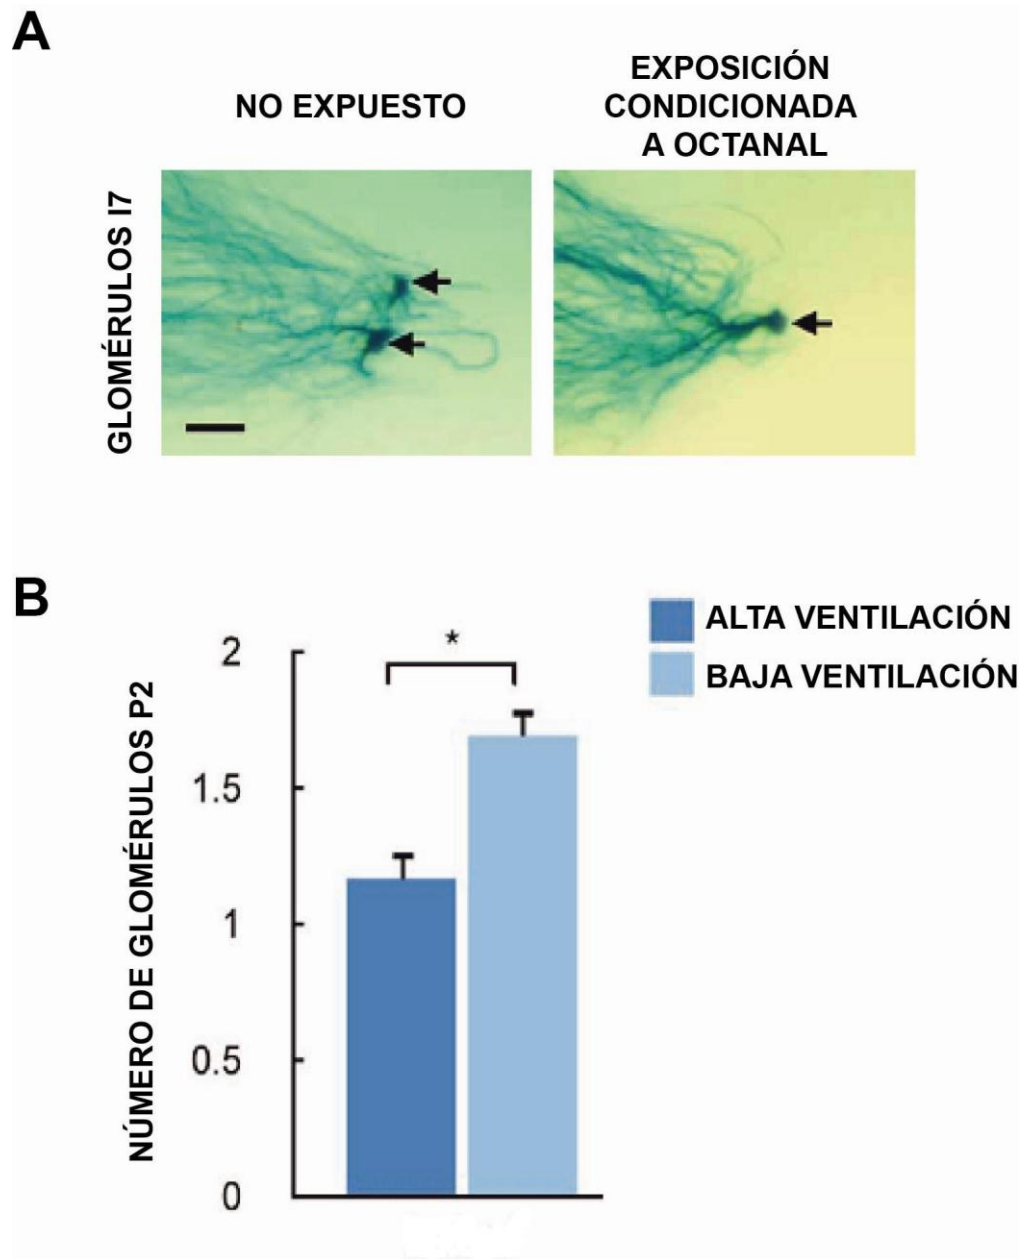 A
NO EXPUESTO
EXPOSICIÓN
CONDICIONADA
A OCTANAL
GLOMÉRULOS I7
B
ALTA VENTILACIÓN
BAJA VENTILACIÓN
*
NÚMERO DE GLOMÉRULOS P2
2
1.5
1
0.5
0